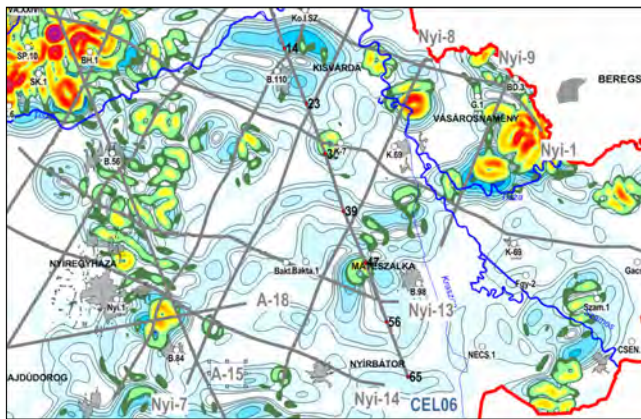 Ko.I.SZ
Nyi-8
SP.10
BH.1
14
KISVÁRDA
Nyi-9
SK.1
B.110
BD.3
BEREGS
23
G.1
VÁSÁROSNAMÉNY
K-7
K.69
Nyi-1
B.56
Tisza
39
K-69
NYÍREGYHÁZA
Bakt.Bakta.1
47
MÁTÉSZALKA
Gac
Fgy-2
A-18
B.98
Nyi.1
Nyi-13
Szam.1
56
B.84
NECS.1
CSEN.
AJDÚDOROG
A-15
NYÍRBÁTOR
65
Nyi-7
Nyi-14
CEL06